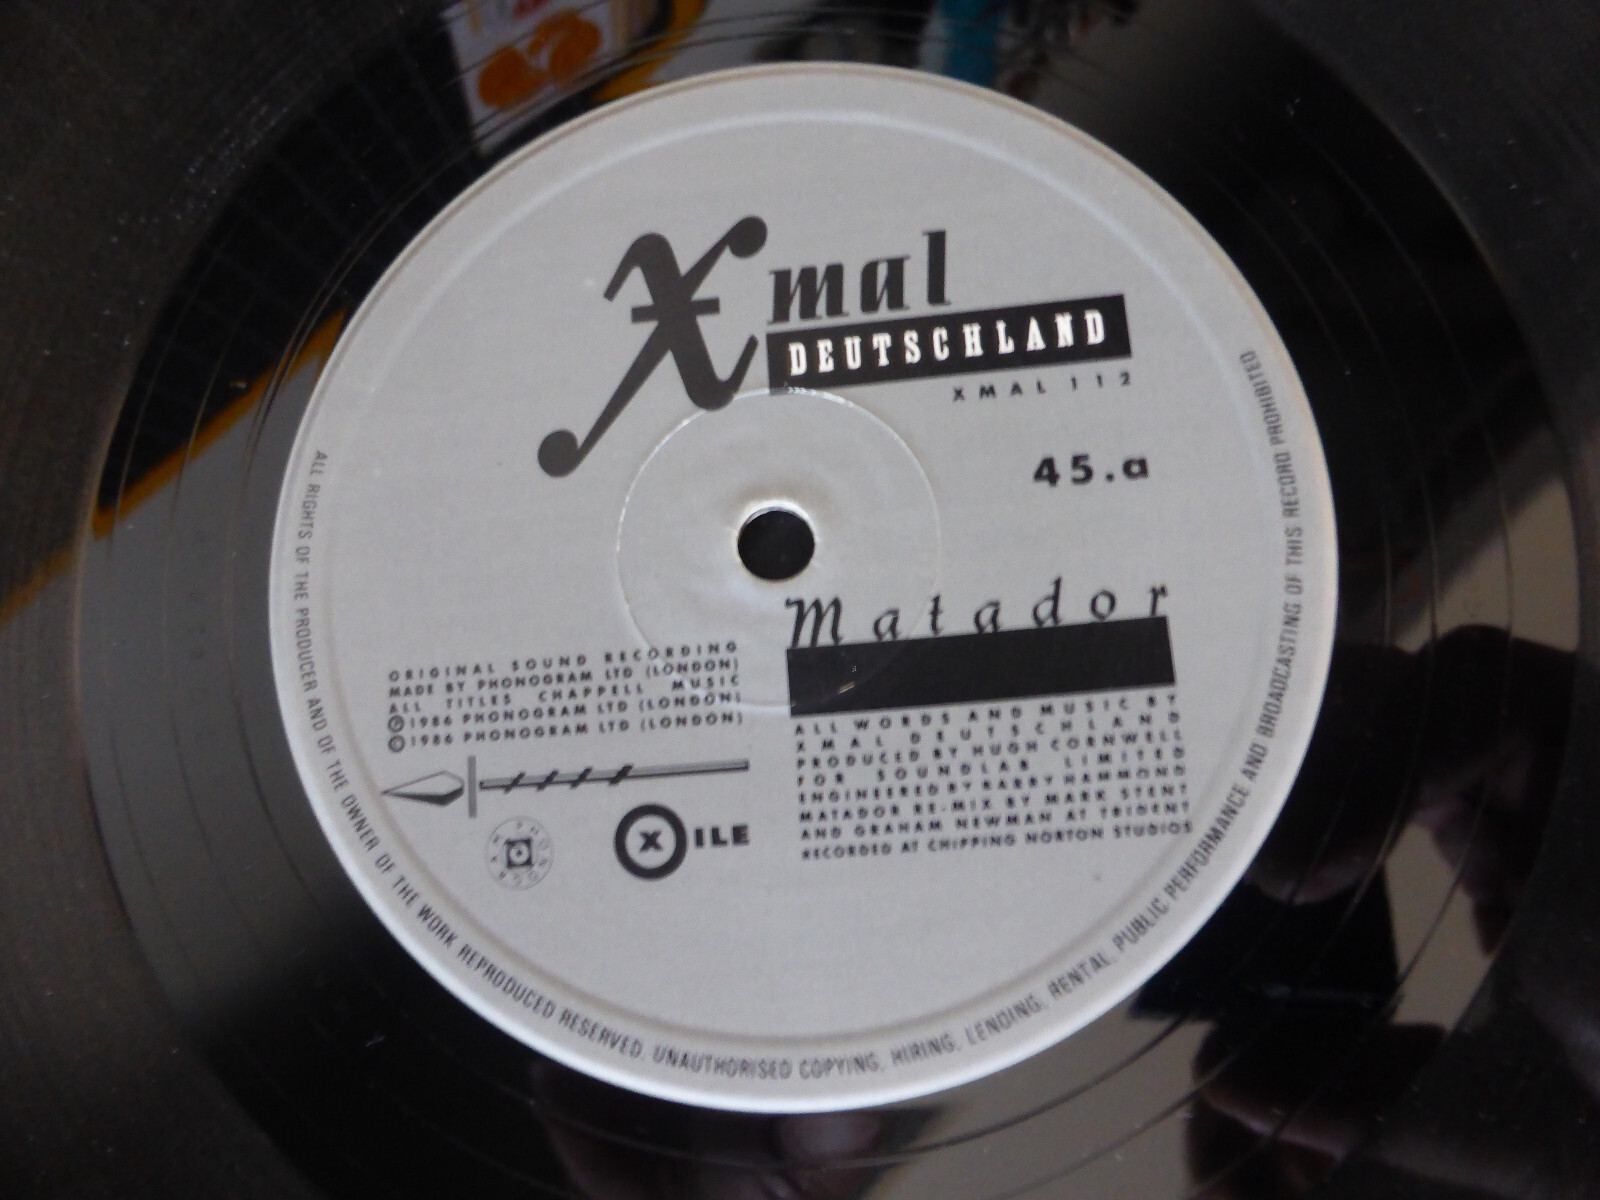 Xmal
DEUTSCHLAND
XMAL 112
45.a
Matador
ORIGINAL SOUND RECORDING
MADE BY PHONOGRAM LTD (LONDON)
ALL TITLES CHAPPELL MUSIC
Ⓟ1986 PHONOGRAM LTD (LONDON)
©1986 PHONOGRAM LTD (LONDON)
XILE
ALL WORDS AND MUSIC BY
XMAL DEUTSCHLAND
PRODUCED BY HUGH CORNWELL
FOR SOUNDLAB LIMITED
ENGINEERED BY BARRY HAMMOND
MATADOR RE-MIX BY MARK STENT
AND GRAHAM NEWMAN AT TRIDENT
RECORDED AT CHIPPING NORTON STUDIOS
ALL RIGHTS OF THE PRODUCER AND OF THE OWNER OF THE WORK REPRODUCED RESERVED. UNAUTHORISED COPYING, HIRING, LENDING, RENTAL, PUBLIC PERFORMANCE AND BROADCASTING OF THIS RECORD PROHIBITED